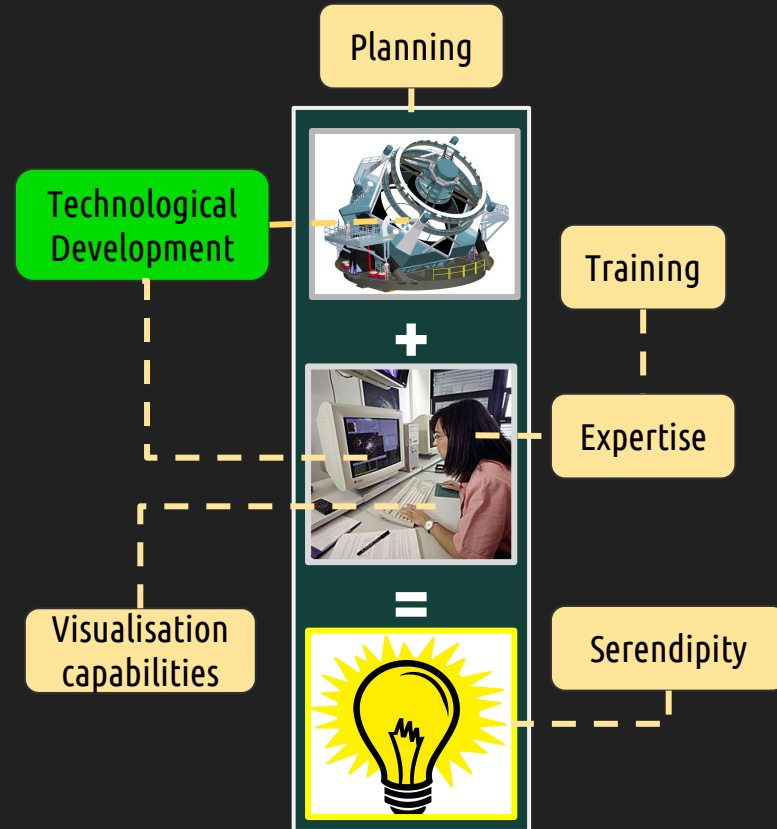 Planning
Technological
Development
Training
+
Expertise
=
Visualisation
capabilities
Serendipity